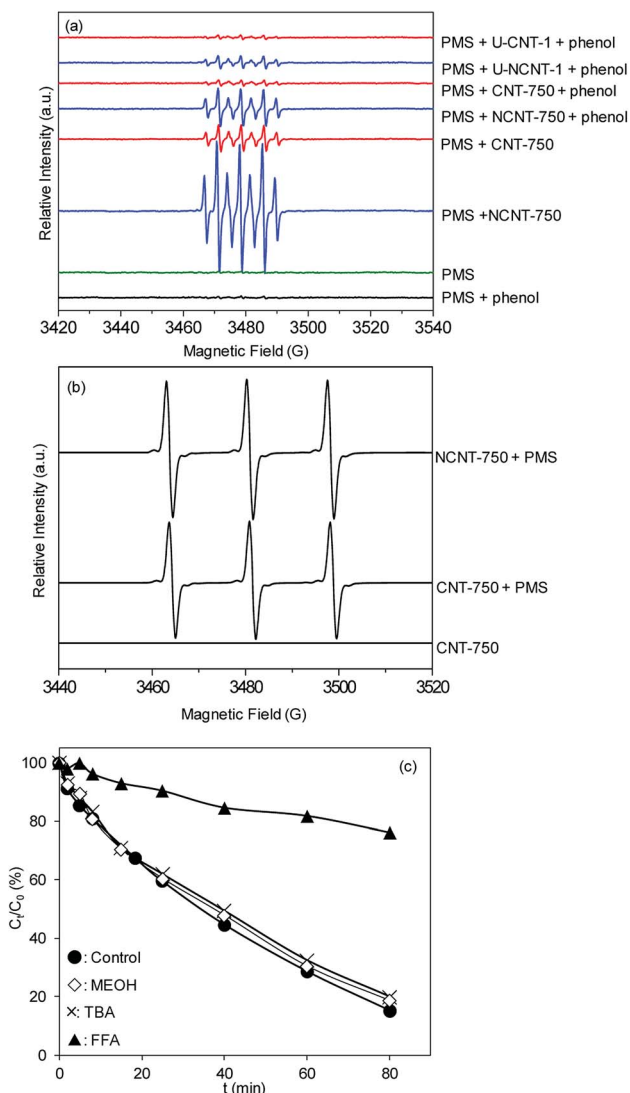 (a)
PMS + U-CNT-1 + phenol
PMS + U-NCNT-1 + phenol
PMS + CNT-750 + phenol
PMS + NCNT-750 + phenol
PMS + CNT-750
PMS +NCNT-750
PMS
PMS + phenol
Relative Intensity (a.u.)
3420 3440 3460 3480 3500 3520 3540
Magnetic Field (G)
(b)
NCNT-750 + PMS
CNT-750 + PMS
CNT-750
Relative Intensity (a.u.)
3440 3460 3480 3500 3520
Magnetic Field (G)
(c)
100
80
60
40
20
0
Ct/C0 (%)
: Control
: MEOH
: TBA
: FFA
0 20 40 60 80
t (min)